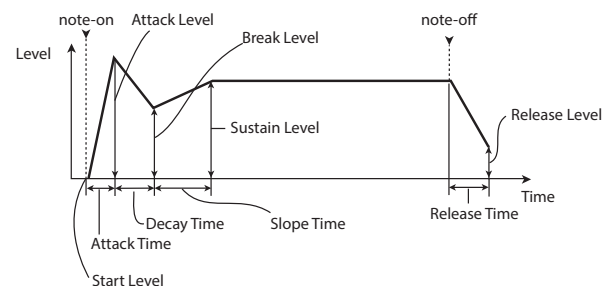 note-on
Attack Level
note-off
Level
Break Level
Release Level
Sustain Level
Time
Decay Time
Slope Time
Release Time
Attack Time
Start Level